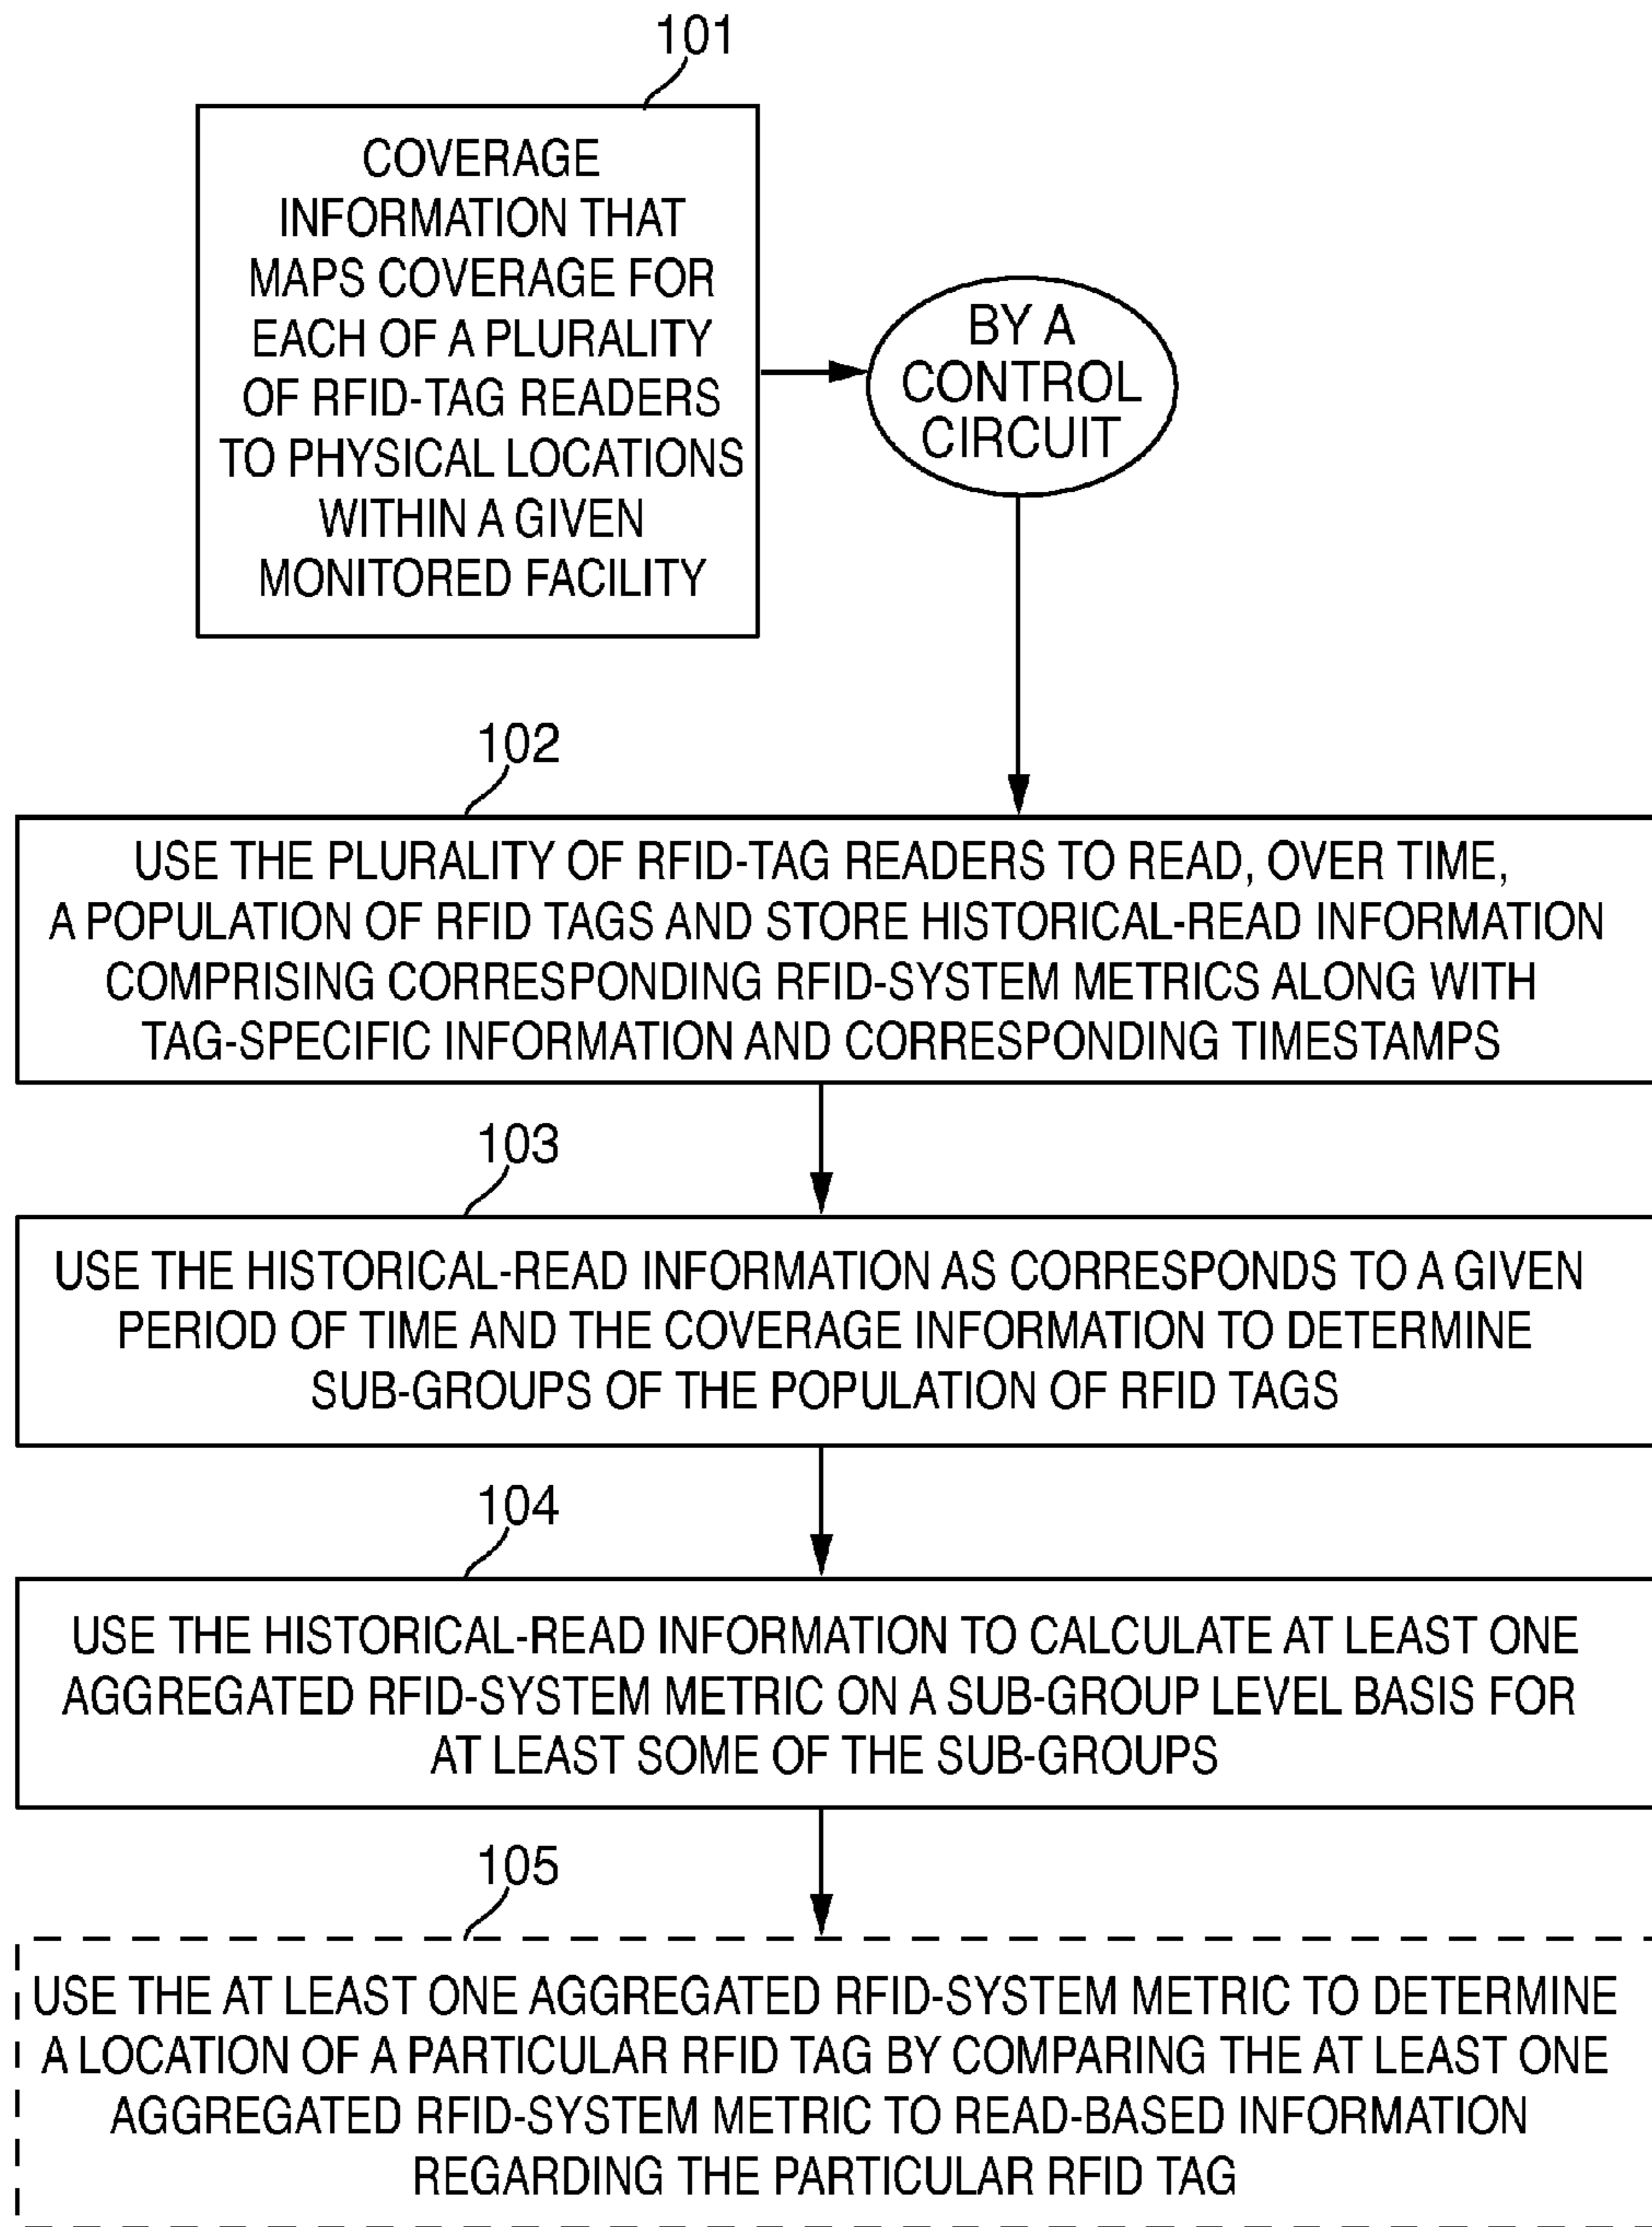 101
COVERAGE
INFORMATION THAT
MAPS COVERAGE FOR
EACH OF A PLURALITY
OF RFID-TAG READERS
TO PHYSICAL LOCATIONS
WITHIN A GIVEN
MONITORED FACILITY
BY A
CONTROL
CIRCUIT
102
USE THE PLURALITY OF RFID-TAG READERS TO READ, OVER TIME,
A POPULATION OF RFID TAGS AND STORE HISTORICAL-READ INFORMATION
COMPRISING CORRESPONDING RFID-SYSTEM METRICS ALONG WITH
TAG-SPECIFIC INFORMATION AND CORRESPONDING TIMESTAMPS
103
USE THE HISTORICAL-READ INFORMATION AS CORRESPONDS TO A GIVEN
PERIOD OF TIME AND THE COVERAGE INFORMATION TO DETERMINE
SUB-GROUPS OF THE POPULATION OF RFID TAGS
104
USE THE HISTORICAL-READ INFORMATION TO CALCULATE AT LEAST ONE
AGGREGATED RFID-SYSTEM METRIC ON A SUB-GROUP LEVEL BASIS FOR
AT LEAST SOME OF THE SUB-GROUPS
105
USE THE AT LEAST ONE AGGREGATED RFID-SYSTEM METRIC TO DETERMINE
A LOCATION OF A PARTICULAR RFID TAG BY COMPARING THE AT LEAST ONE
AGGREGATED RFID-SYSTEM METRIC TO READ-BASED INFORMATION
REGARDING THE PARTICULAR RFID TAG